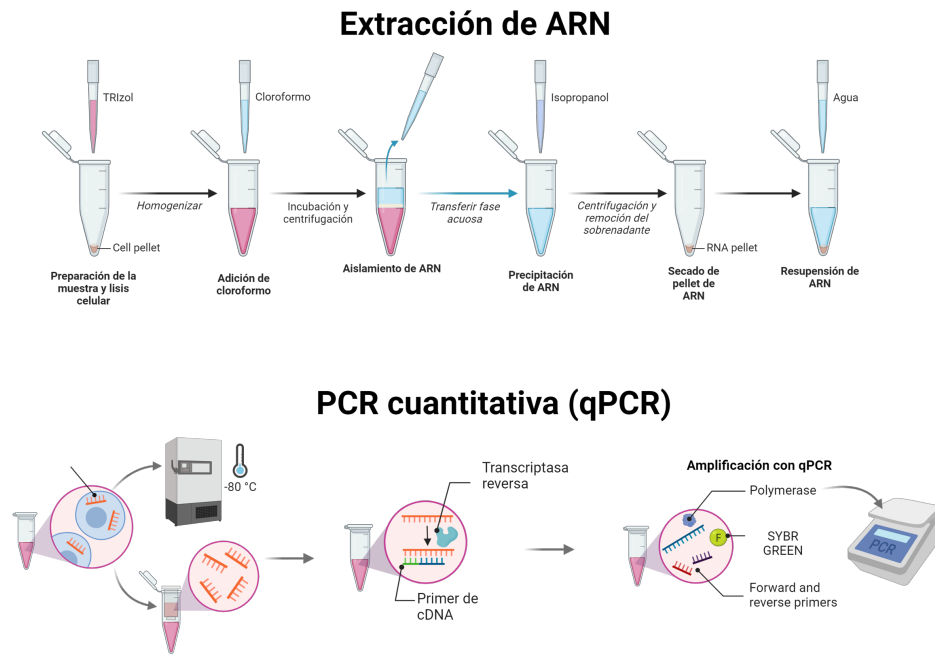 Extracción de ARN
TRIzol
Cloroformo
Isopropanol
Agua
Homogenizar
Incubación y
centrifugación
Transferir fase
acuosa
Centrifugación y
remoción del
sobrenadante
Cell pellet
RNA pellet
Preparación de la
muestra y lisis
celular
Adición de
cloroformo
Aislamiento de ARN
Precipitación
de ARN
Secado de
pellet de
ARN
Resupensión de
ARN
PCR cuantitativa (qPCR)
-80 °C
Transcriptasa
reversa
Primer de
cDNA
Amplificación con qPCR
Polymerase
F
SYBR
GREEN
Forward and
reverse primers
PCR